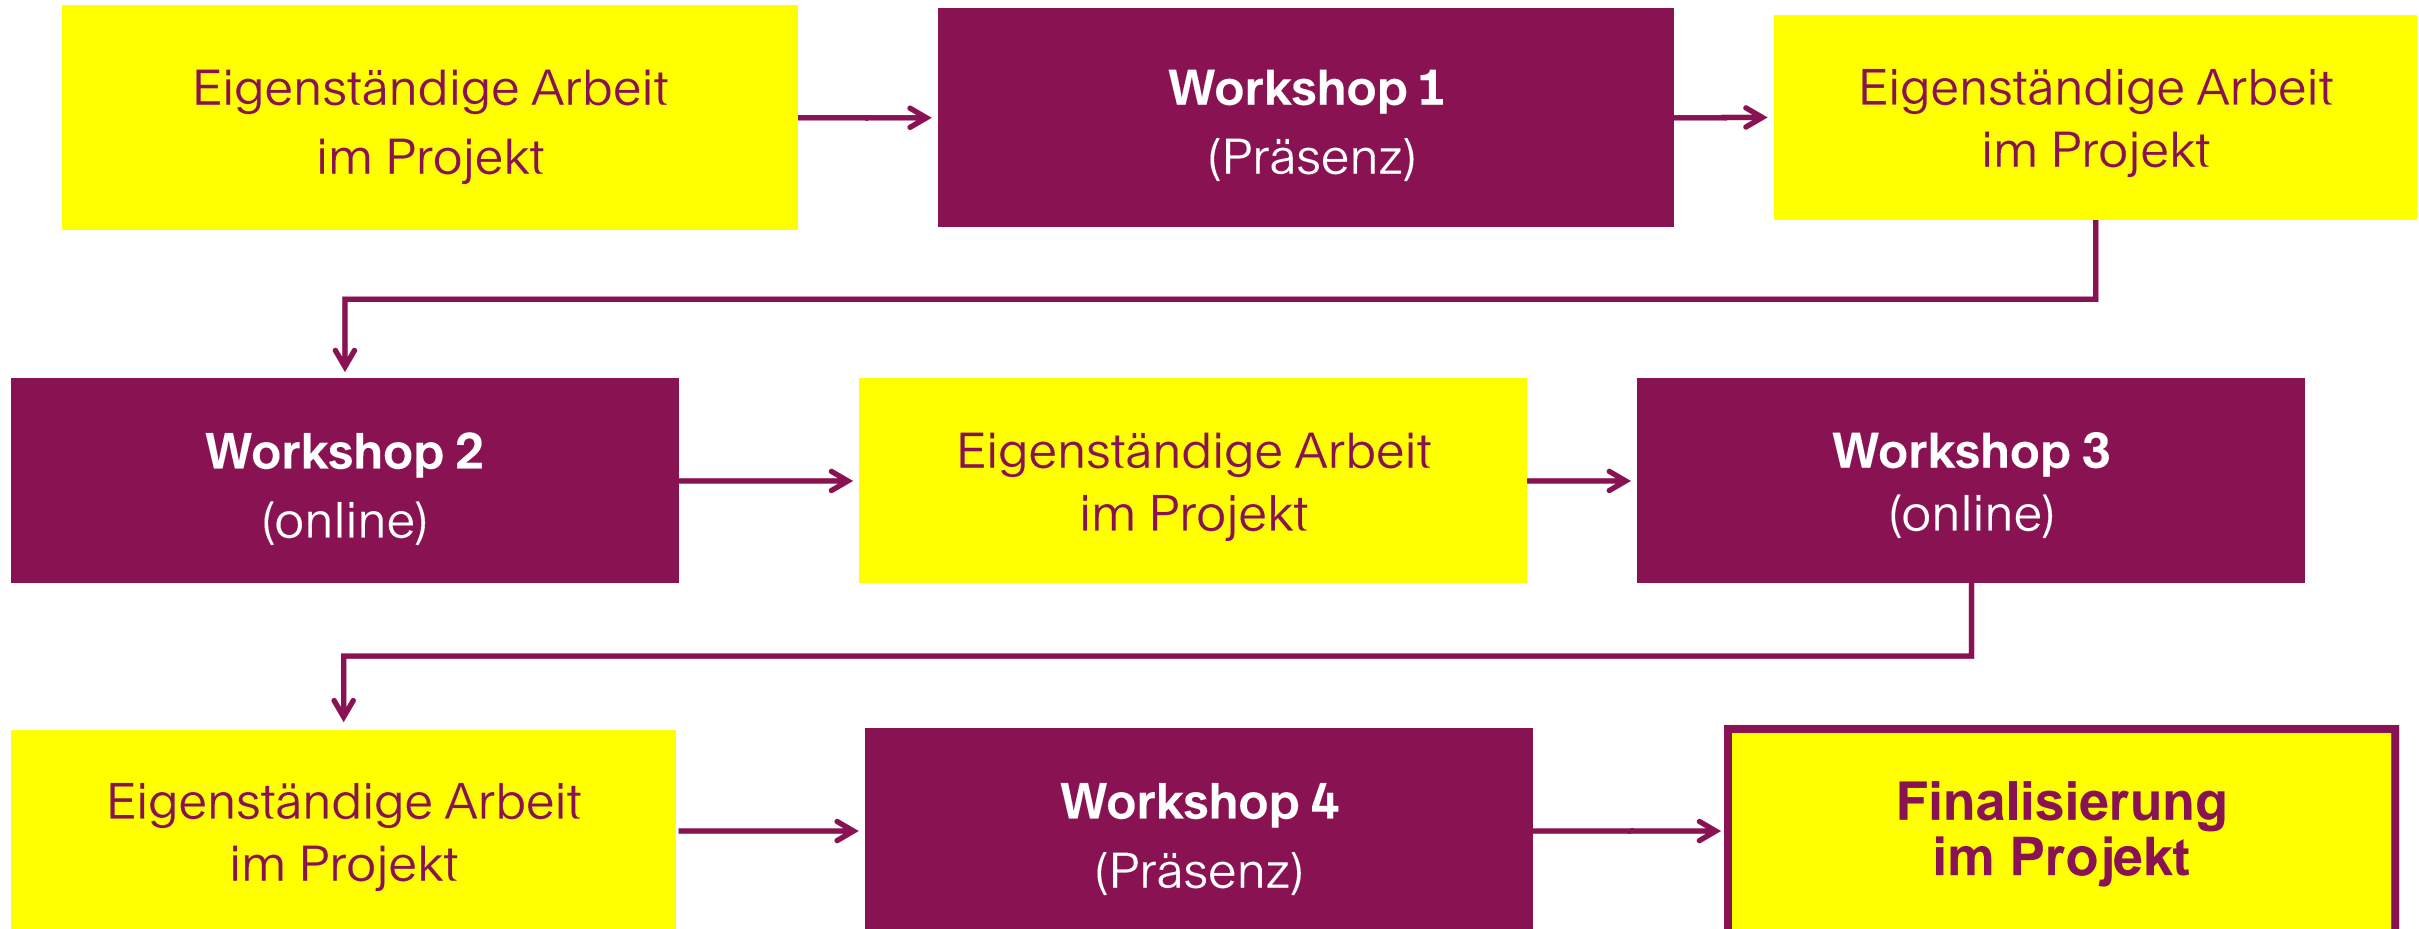 Eigenständige Arbeit
im Projekt
Workshop 1
(Präsenz)
Eigenständige Arbeit
im Projekt
Workshop 2
(online)
Eigenständige Arbeit
im Projekt
Workshop 3
(online)
Eigenständige Arbeit
im Projekt
Workshop 4
(Präsenz)
Finalisierung
im Projekt